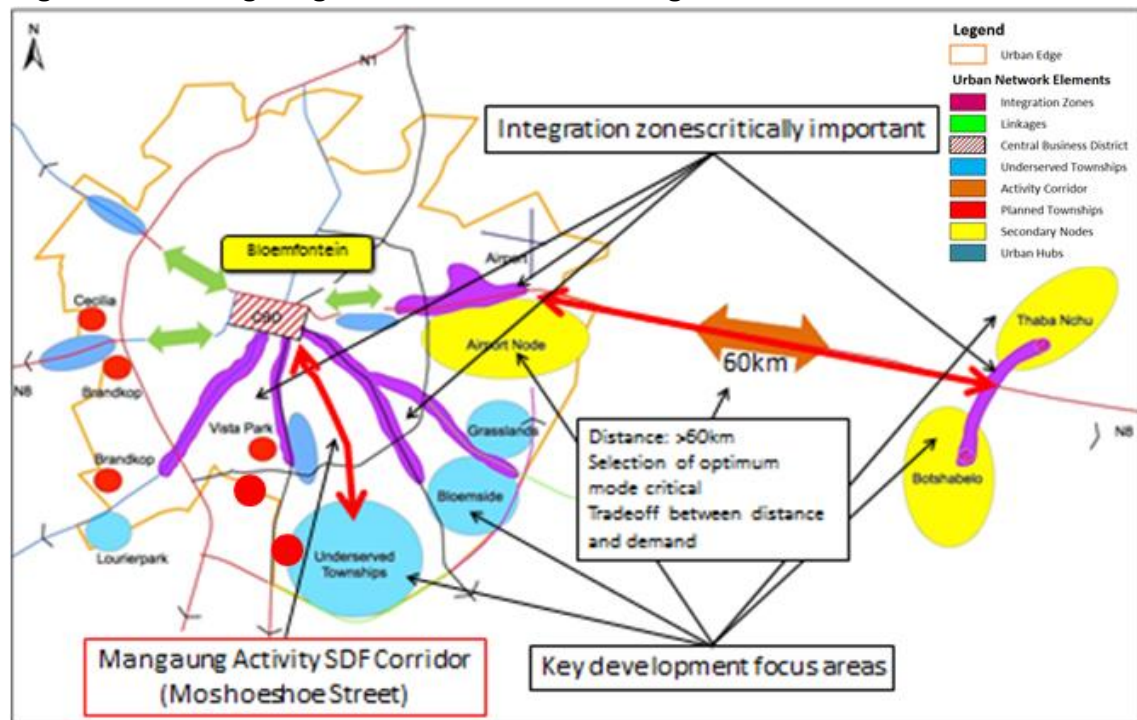 N
N1
Legend
Urban Edge
Urban Network Elements
Integration Zones
Linkages
Central Business District
Underserved Townships
Activity Corridor
Planned Townships
Secondary Nodes
Urban Hubs
Integration zonescritically important
Bloemfontein
Airport
Cecilia
CBD
Thaba Nchu
Airport Node
60km
N8
Brandkop
Vista Park
Grasslands
N8
Distance: >60km
Selection of optimum
mode critical
Tradeoff between distance
and demand
Brandkop
Bloemside
Botshabelo
Lourierpark
Underserved
Townships
Mangaung Activity SDF Corridor
(Moshoeshoe Street)
Key development focus areas